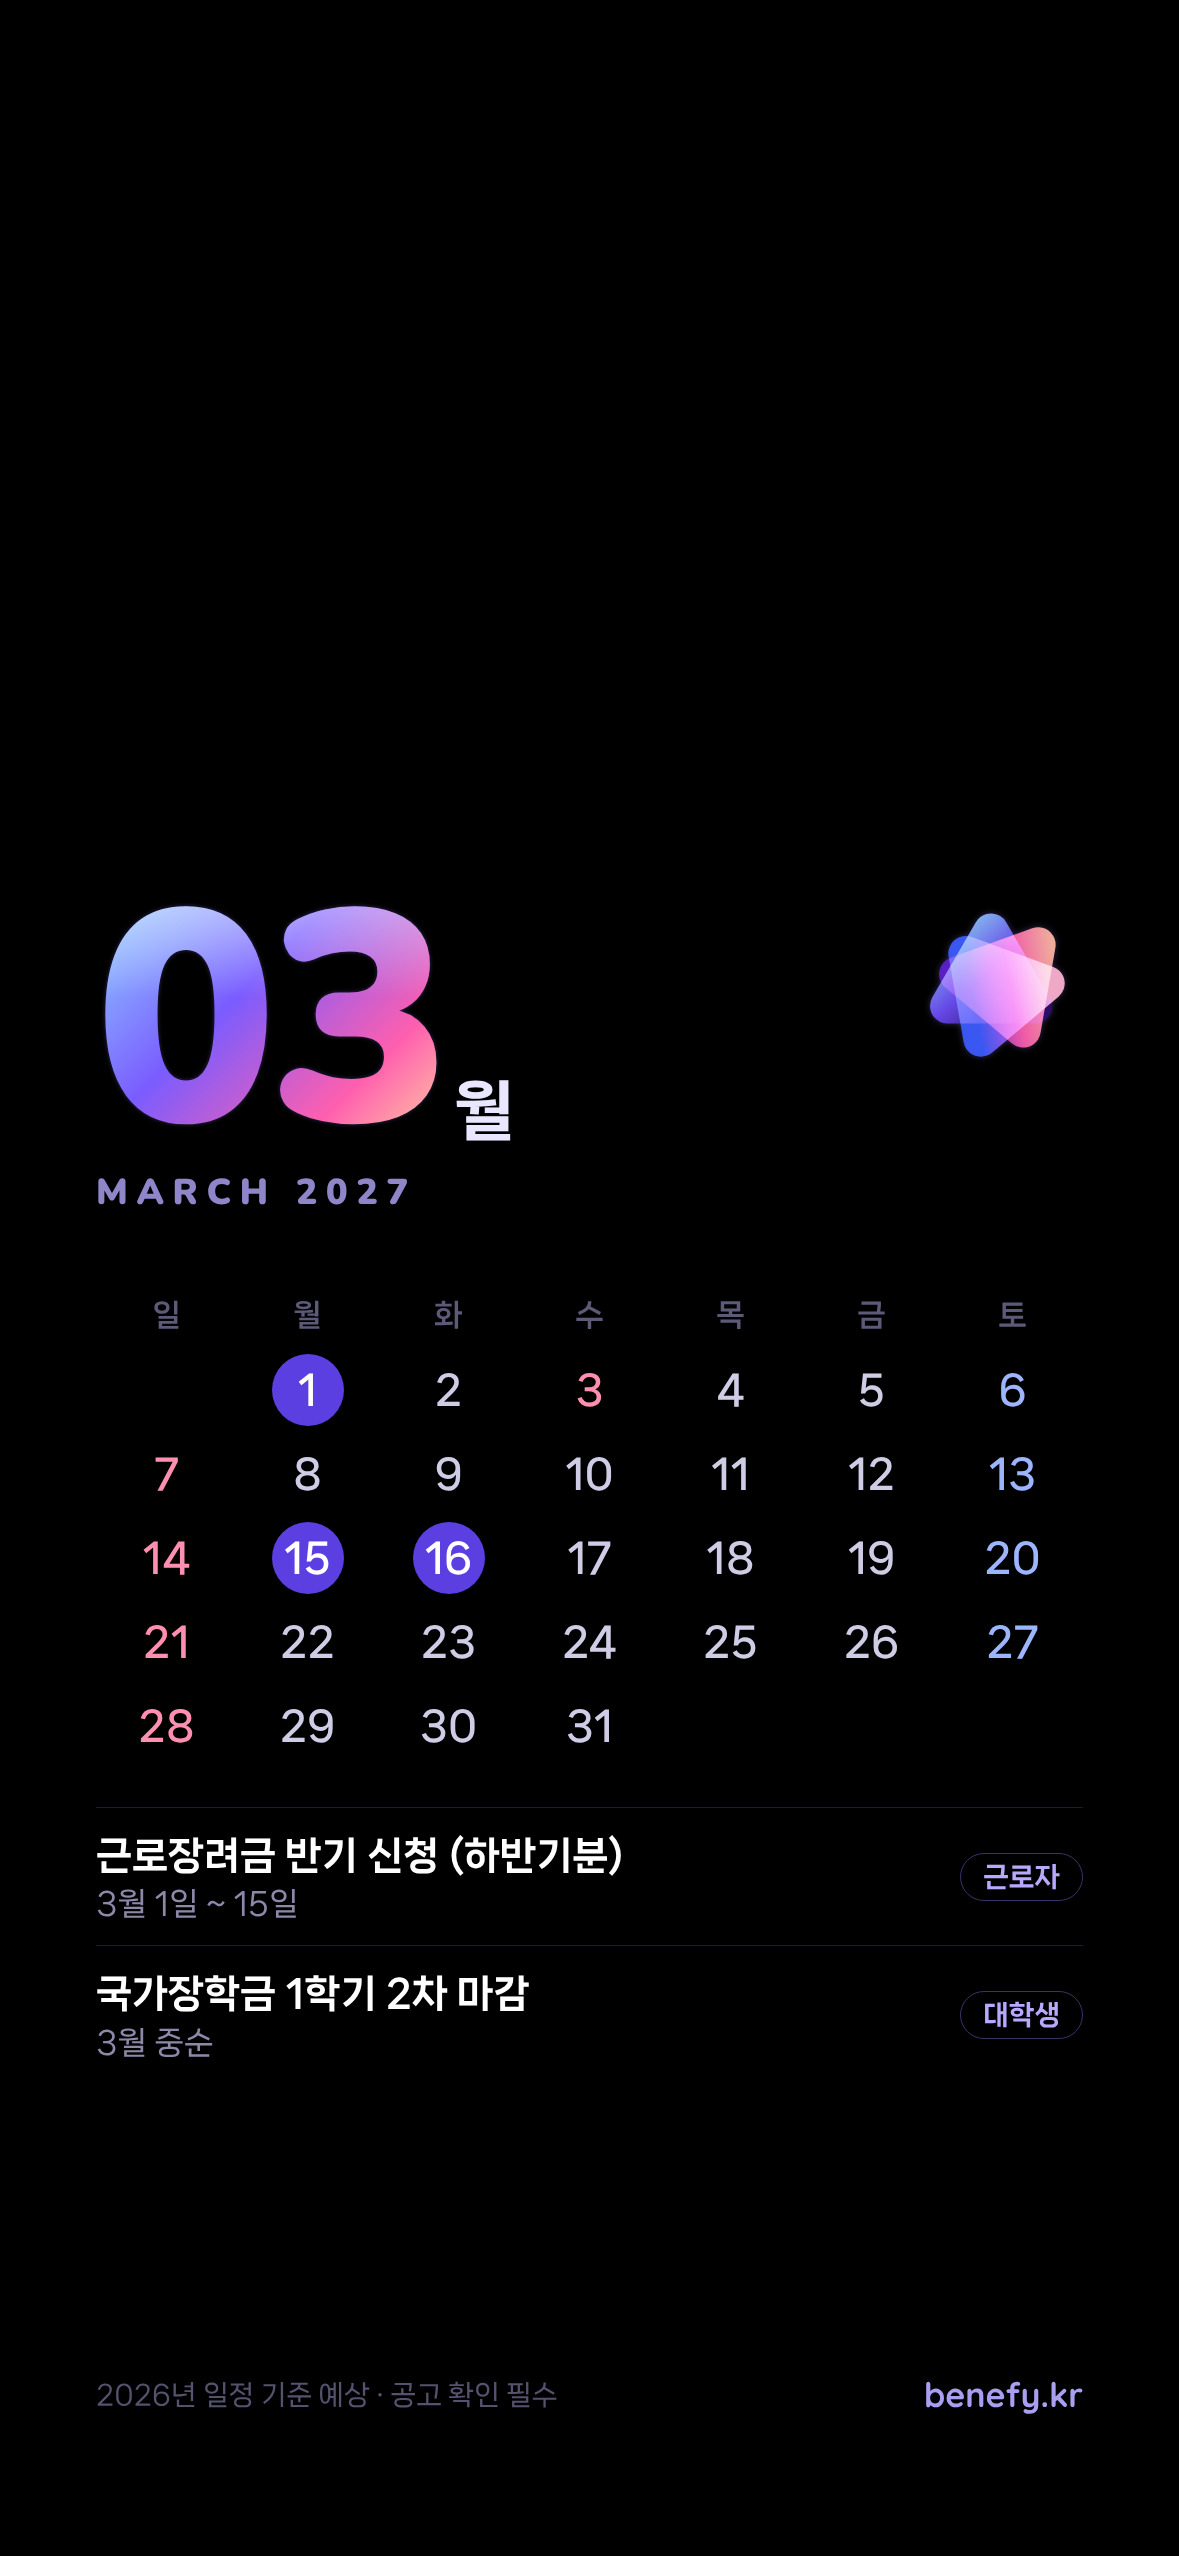 03월
MARCH 2027
일 월 화 수 목 금 토
1 2 3 4 5 6
7 8 9 10 11 12 13
14 15 16 17 18 19 20
21 22 23 24 25 26 27
28 29 30 31
근로장려금 반기 신청 (하반기분)
3월 1일 ~ 15일
근로자
국가장학금 1학기 2차 마감
3월 중순
대학생
2026년 일정 기준 예상 · 공고 확인 필수
benefy.kr